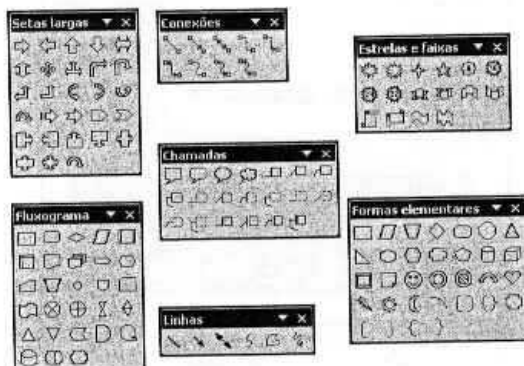 Setas largas
Conexões
Estrelas e faixas
Chamadas
Fluxograma
Formas elementares
Linhas